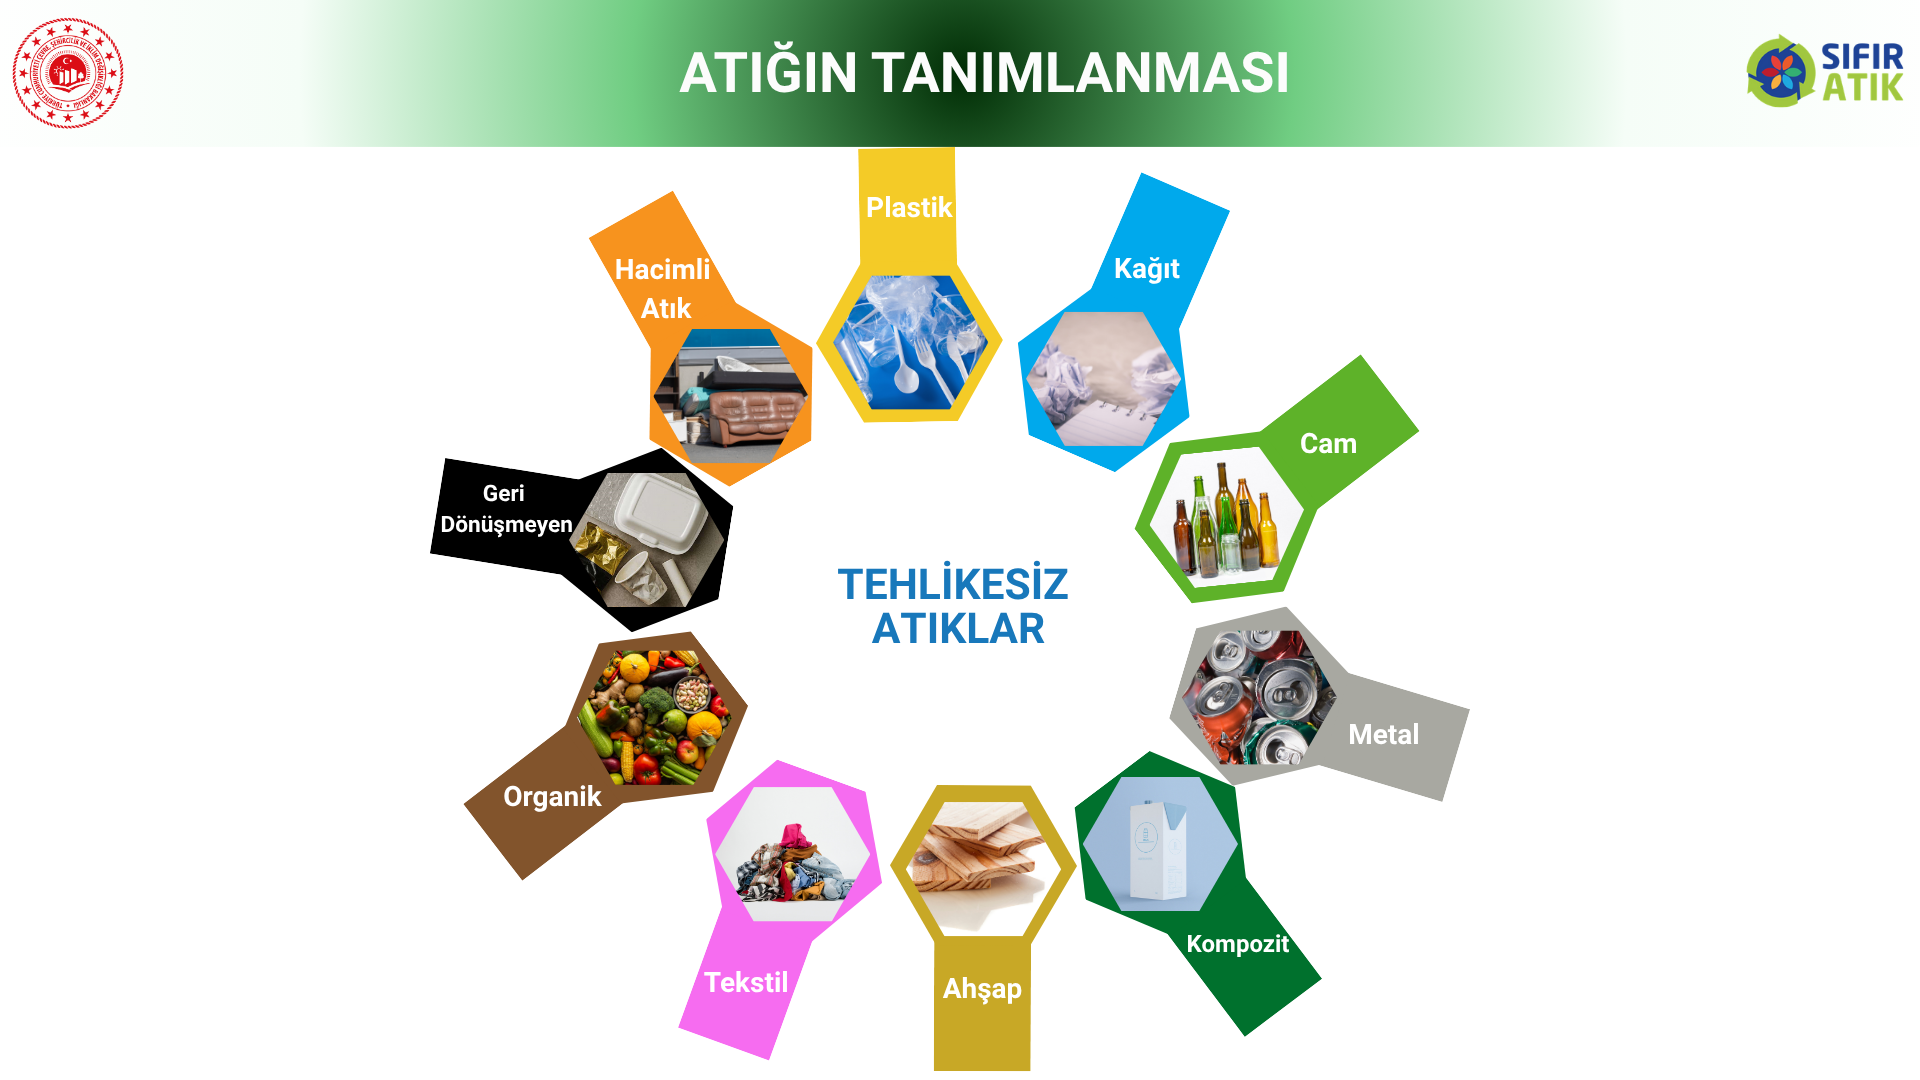 ATIĞIN TANIMLANMASI
SIFIR
ATIK
Plastik
Kağıt
Hacimli
Atık
Cam
Geri
Dönüşmeyen
TEHLİKESİZ
ATIKLAR
Metal
Organik
Kompozit
Tekstil
Ahşap